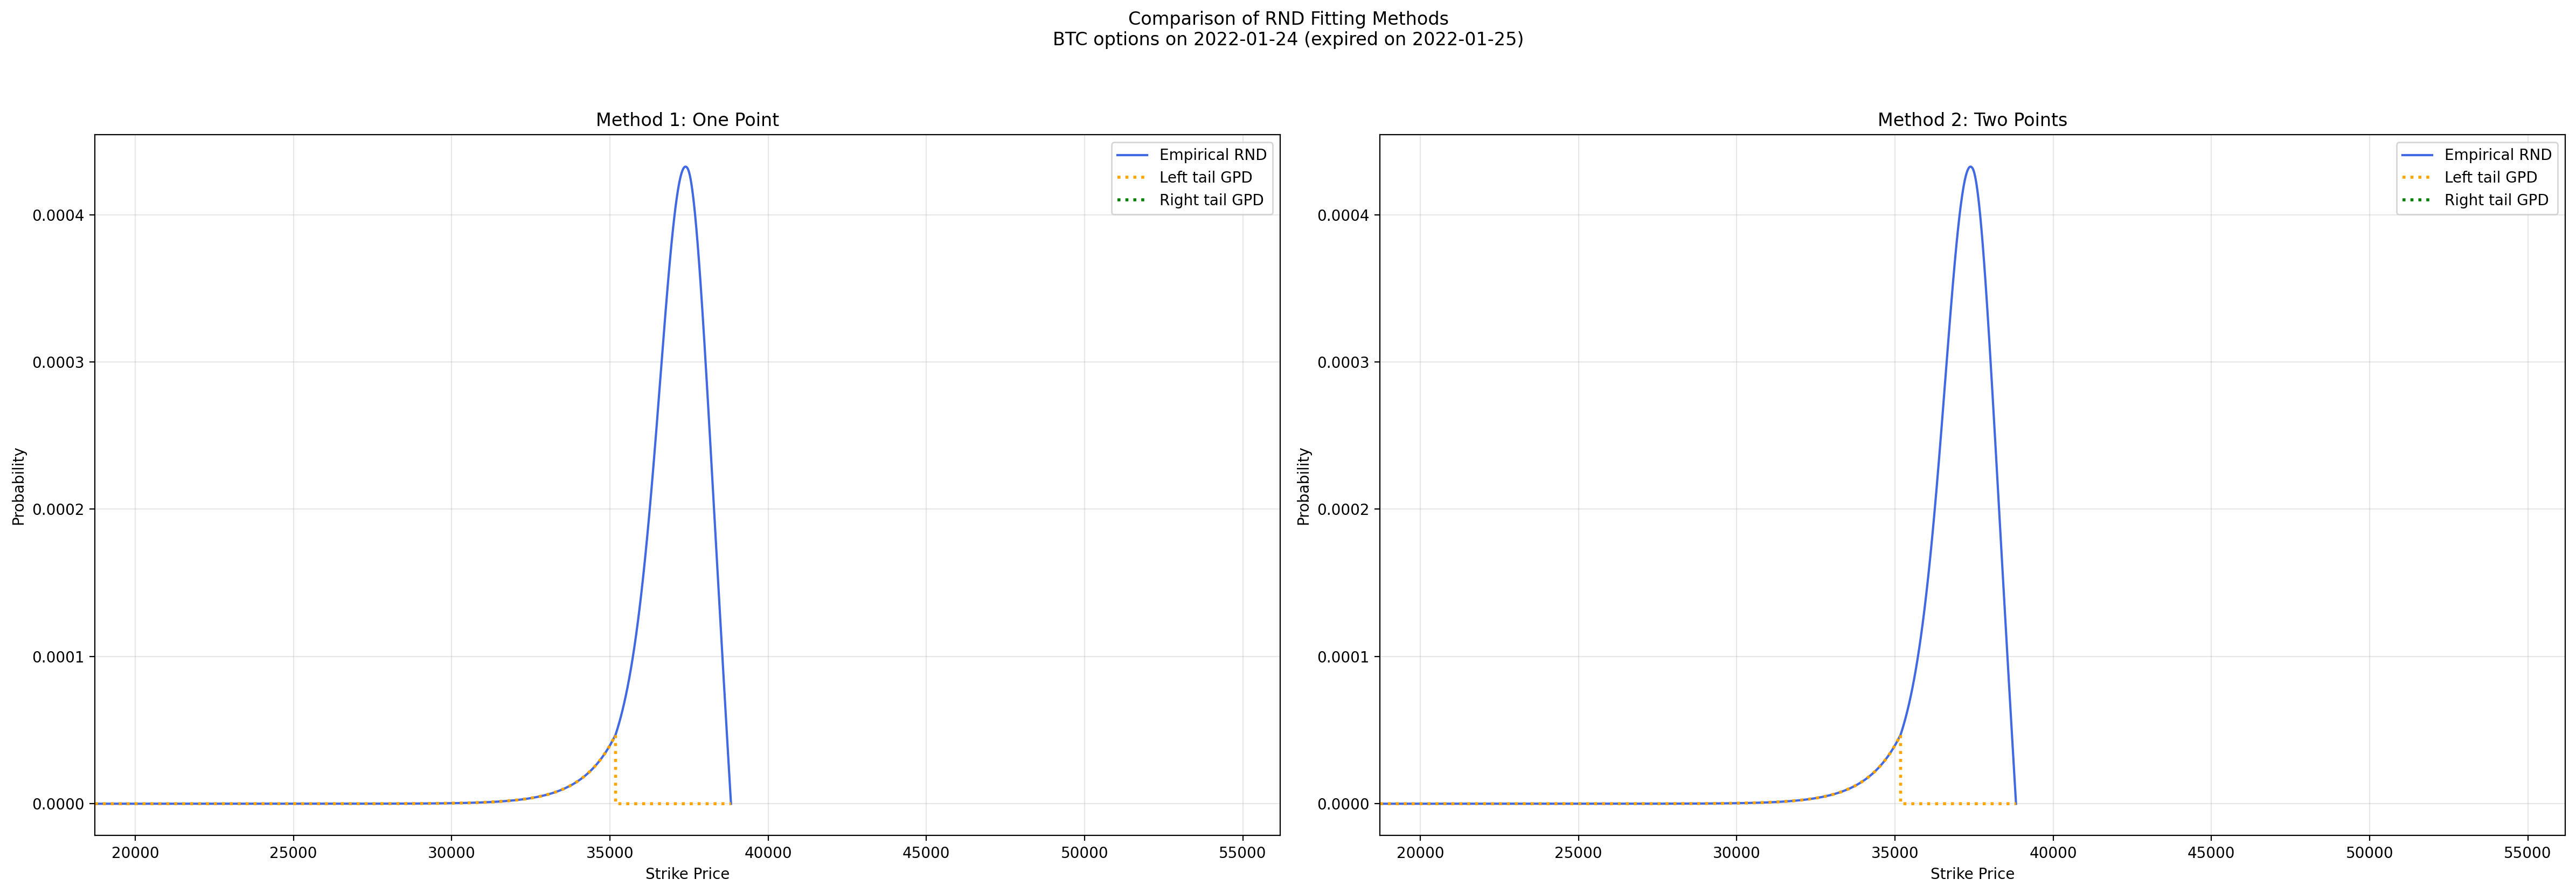 Comparison of RND Fitting Methods
BTC options on 2022-01-24 (expired on 2022-01-25)
Method 1: One Point
Empirical RND
Left tail GPD
Right tail GPD
Probability
0.0004
0.0003
0.0002
0.0001
0.0000
20000 25000 30000 35000 40000 45000 50000 55000
Strike Price
Method 2: Two Points
Empirical RND
Left tail GPD
Right tail GPD
Probability
0.0004
0.0003
0.0002
0.0001
0.0000
20000 25000 30000 35000 40000 45000 50000 55000
Strike Price